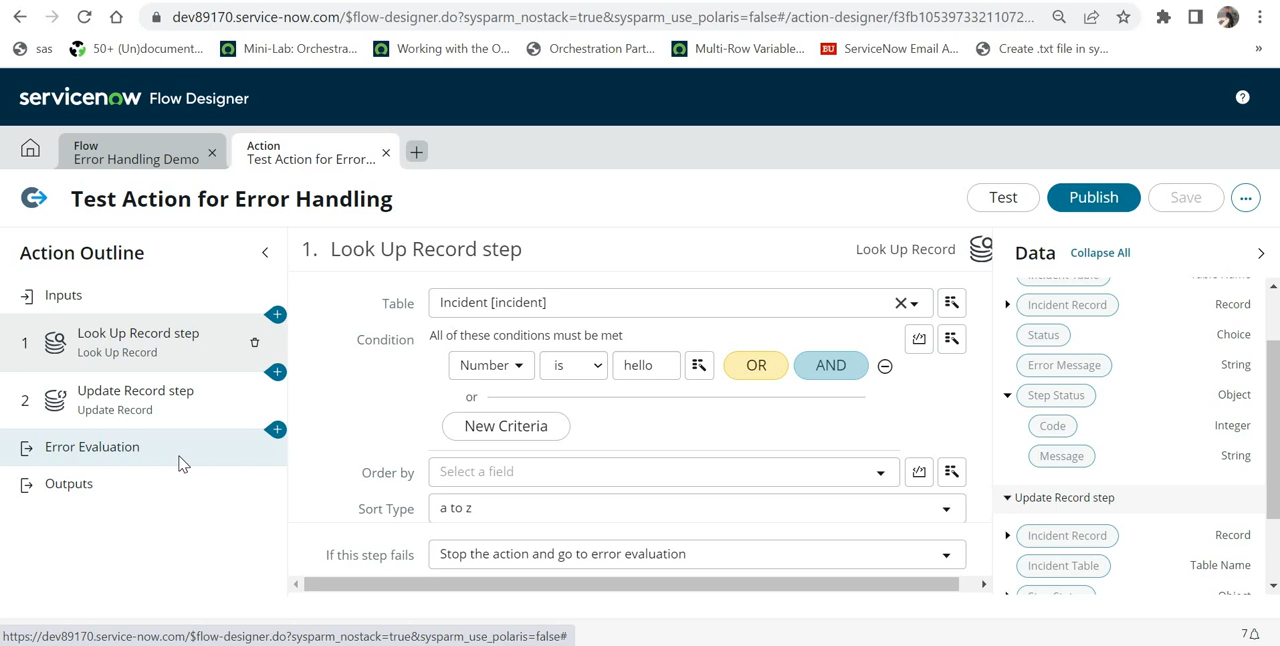 dev89170.service-now.com/$flow-designer.do?sysparm_nostack=true&sysparm_use_polaris=false#/action-designer/f3fb10539733211072...
sas
50+ (Un)document...
Mini-Lab: Orchestra...
Working with the O...
Orchestration Part...
Multi-Row Variable...
BU
ServiceNow Email A...
Create .txt file in sy...
»
servicenow Flow Designer
?
Flow
Error Handling Demo
Action
Test Action for Error...
Test Action for Error Handling
Test
Publish
Save
...
Action Outline
Inputs
1
Look Up Record step
Look Up Record
2
Update Record step
Update Record
Error Evaluation
Outputs
1. Look Up Record step
Look Up Record
Table
Incident [incident]
Condition
All of these conditions must be met
Number
is
hello
OR
AND
or
New Criteria
Order by
Select a field
Sort Type
a to z
If this step fails
Stop the action and go to error evaluation
Data
Collapse All
Incident Table
Table Name
Incident Record
Record
Status
Choice
Error Message
String
Step Status
Object
Code
Integer
Message
String
Update Record step
Incident Record
Record
Incident Table
Table Name
https://dev89170.service-now.com/$flow-designer.do?sysparm_nostack=true&sysparm_use_polaris=false#
7